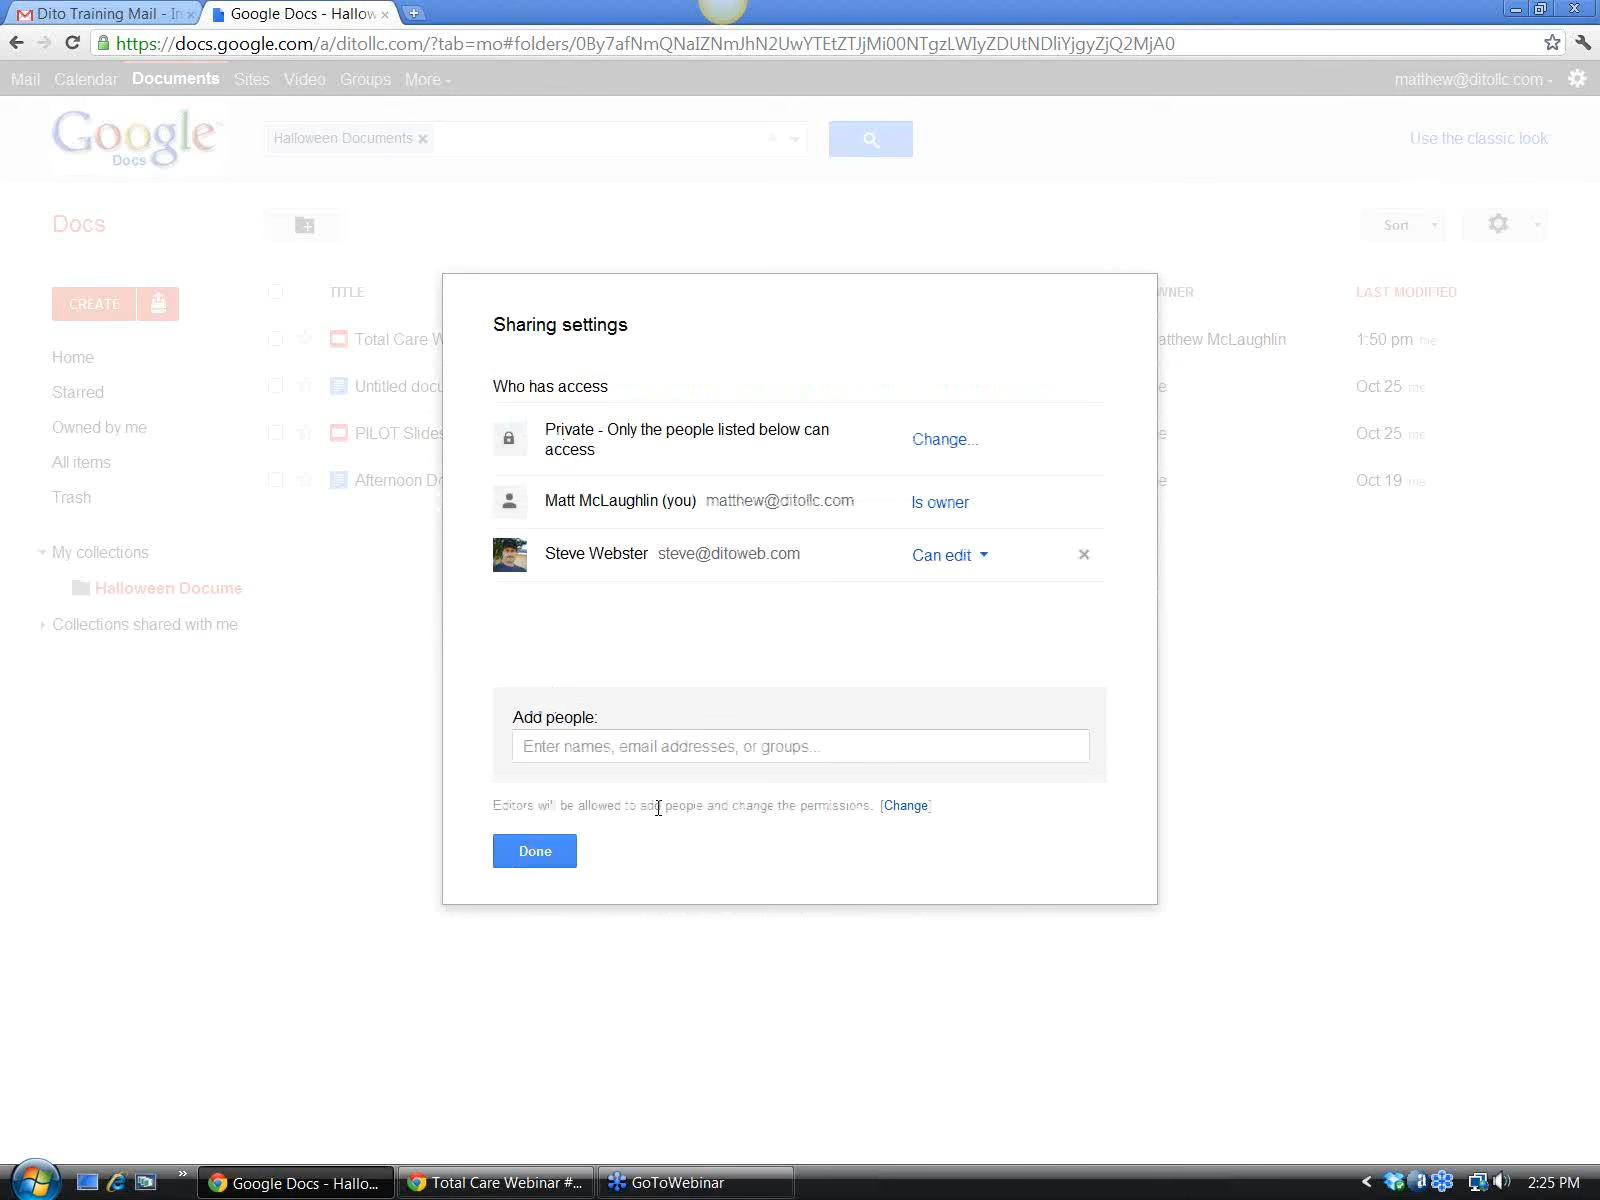 Dito Training Mail - In
Google Docs - Hallow
https://docs.google.com/a/ditollc.com/?tab=mo#folders/0By7afNmQNaIZNmJhN2UwYTEtZTJjMi00NTgzLWIyZDUtNDliYjgyZjQ2MjA0
Mail Calendar Documents Sites Video Groups More
matthew@ditollc.com
Google
Docs
Halloween Documents
Use the classic look
Docs
Sort
CREATE
TITLE
WNER
LAST MODIFIED
Total Care W
atthew McLaughlin
1:50 pm me
Untitled docu
e
Oct 25 me
PILOT Slides
e
Oct 25 me
Afternoon Do
e
Oct 19 me
Home
Starred
Owned by me
All items
Trash
My collections
Halloween Docume
Collections shared with me
Sharing settings
Who has access
Private - Only the people listed below can
access
Change...
Matt McLaughlin (you) matthew@ditollc.com
Is owner
Steve Webster steve@ditoweb.com
Can edit
Add people:
Enter names, email addresses, or groups...
Editors will be allowed to add people and change the permissions. [Change]
Done
Google Docs - Hallo...
Total Care Webinar #...
GoToWebinar
2:25 PM